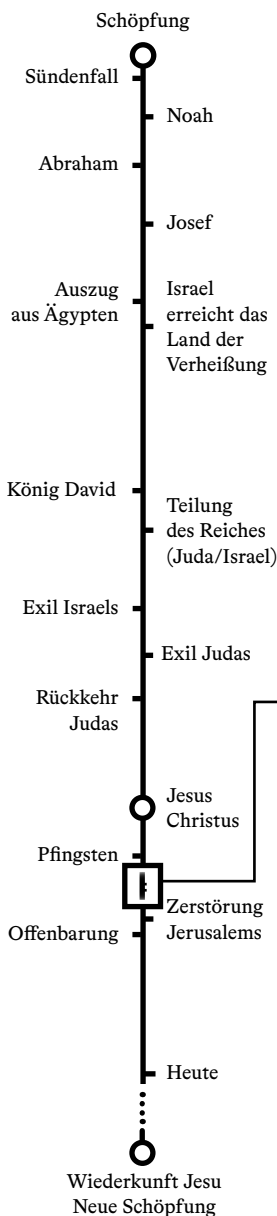 Schöpfung
Sündenfall
Noah
Abraham
Josef
Auszug
aus Ägypten
Israel
erreicht das
Land der
Verheißung
König David
Teilung
des Reiches
(Juda/Israel)
Exil Israels
Exil Judas
Rückkehr
Judas
Jesus
Christus
Pfingsten
Zerstörung
Jerusalems
Offenbarung
Heute
Wiederkunft Jesu
Neue Schöpfung